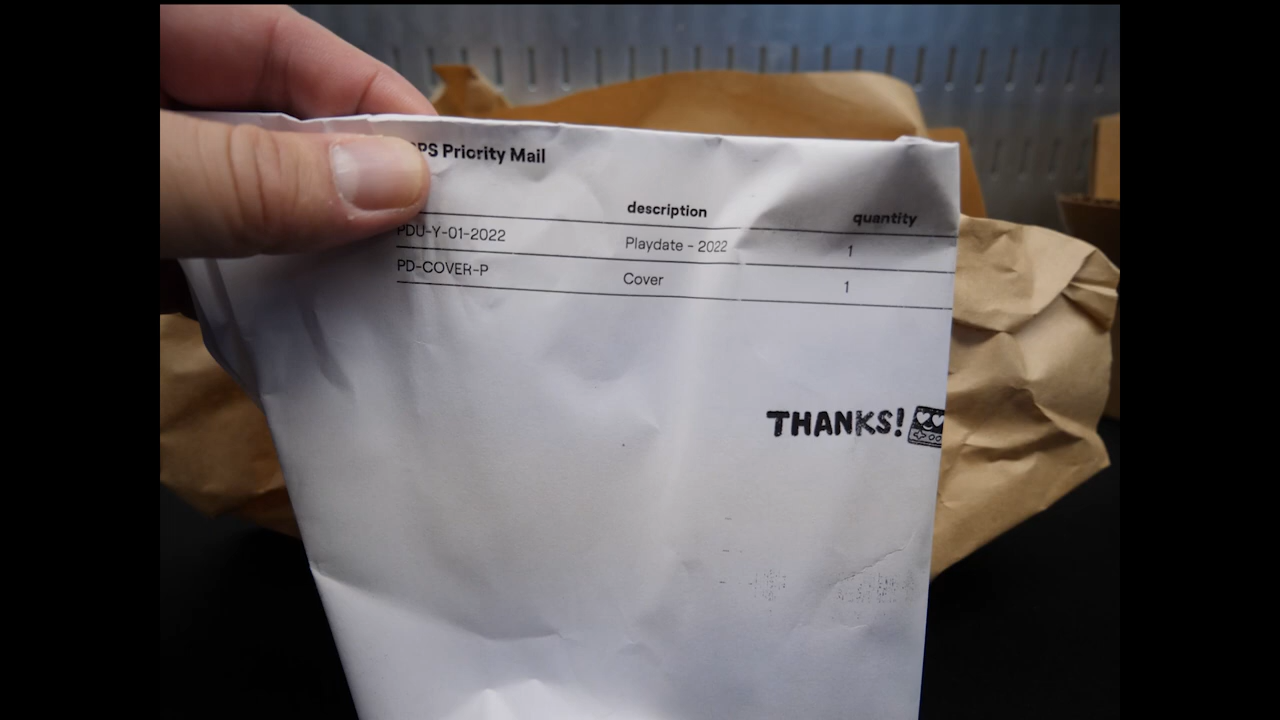 PS Priority Mail
description quantity
PDU-Y-01-2022 Playdate - 2022 1
PD-COVER-P Cover 1
THANKS!